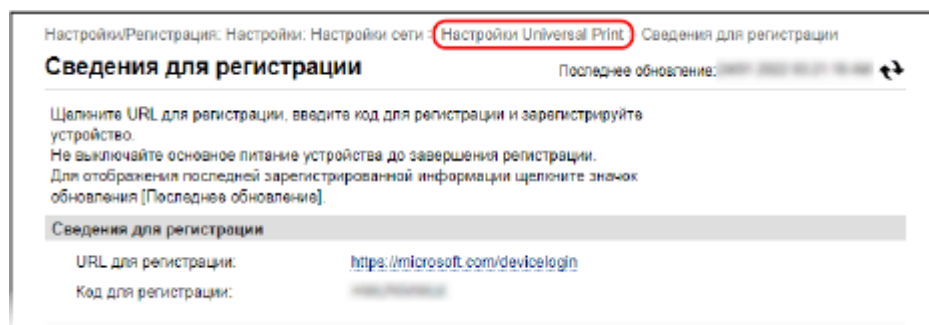 Настройки/Регистрация: Настройки: Настройки сети : Настройки Universal Print : Сведения для регистрации
Сведения для регистрации
Последнее обновление:
Щелкните URL для регистрации, введите код для регистрации и зарегистрируйте
устройство.
Не выключайте основное питание устройства до завершения регистрации.
Для отображения последней зарегистрированной информации щелкните значок
обновления [Последнее обновление].
Сведения для регистрации
URL для регистрации: https://microsoft.com/devicelogin
Код для регистрации: